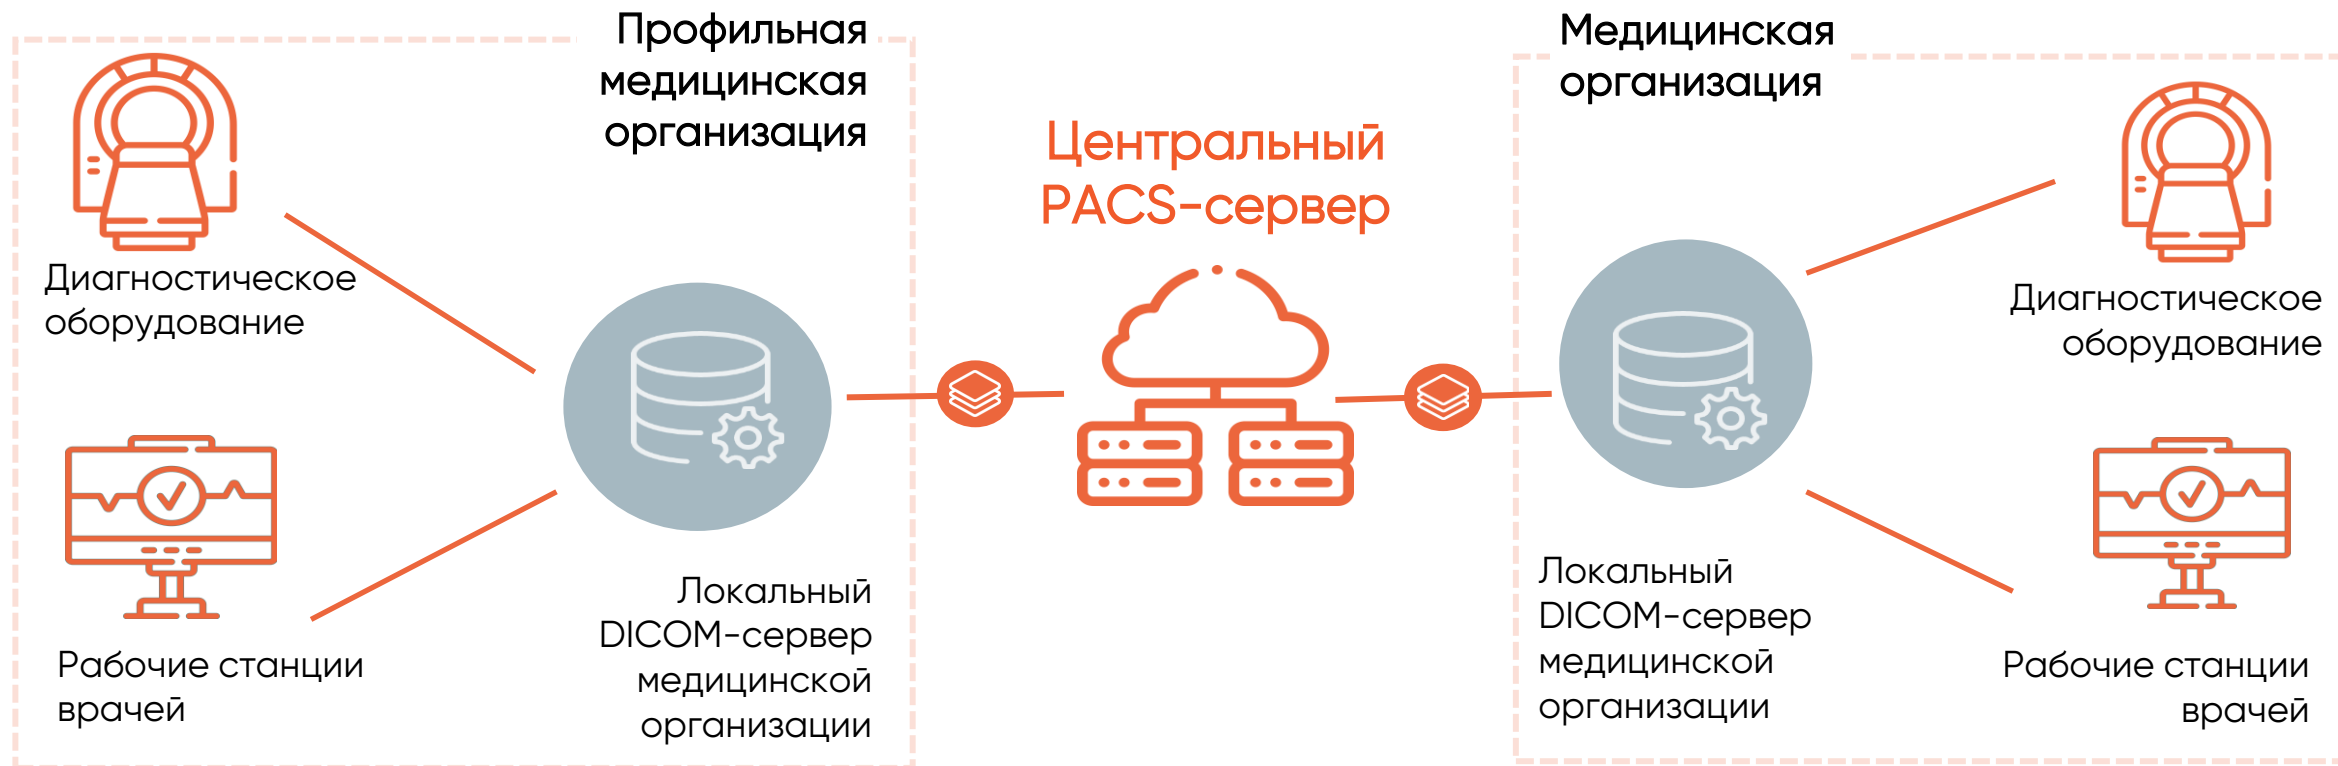 Профильная
медицинская
организация
Диагностическое
оборудование
Рабочие станции
врачей
Локальный
DICOM-сервер
медицинской
организации
Центральный
PACS-сервер
Медицинская
организация
Локальный
DICOM-сервер
медицинской
организации
Диагностическое
оборудование
Рабочие станции
врачей